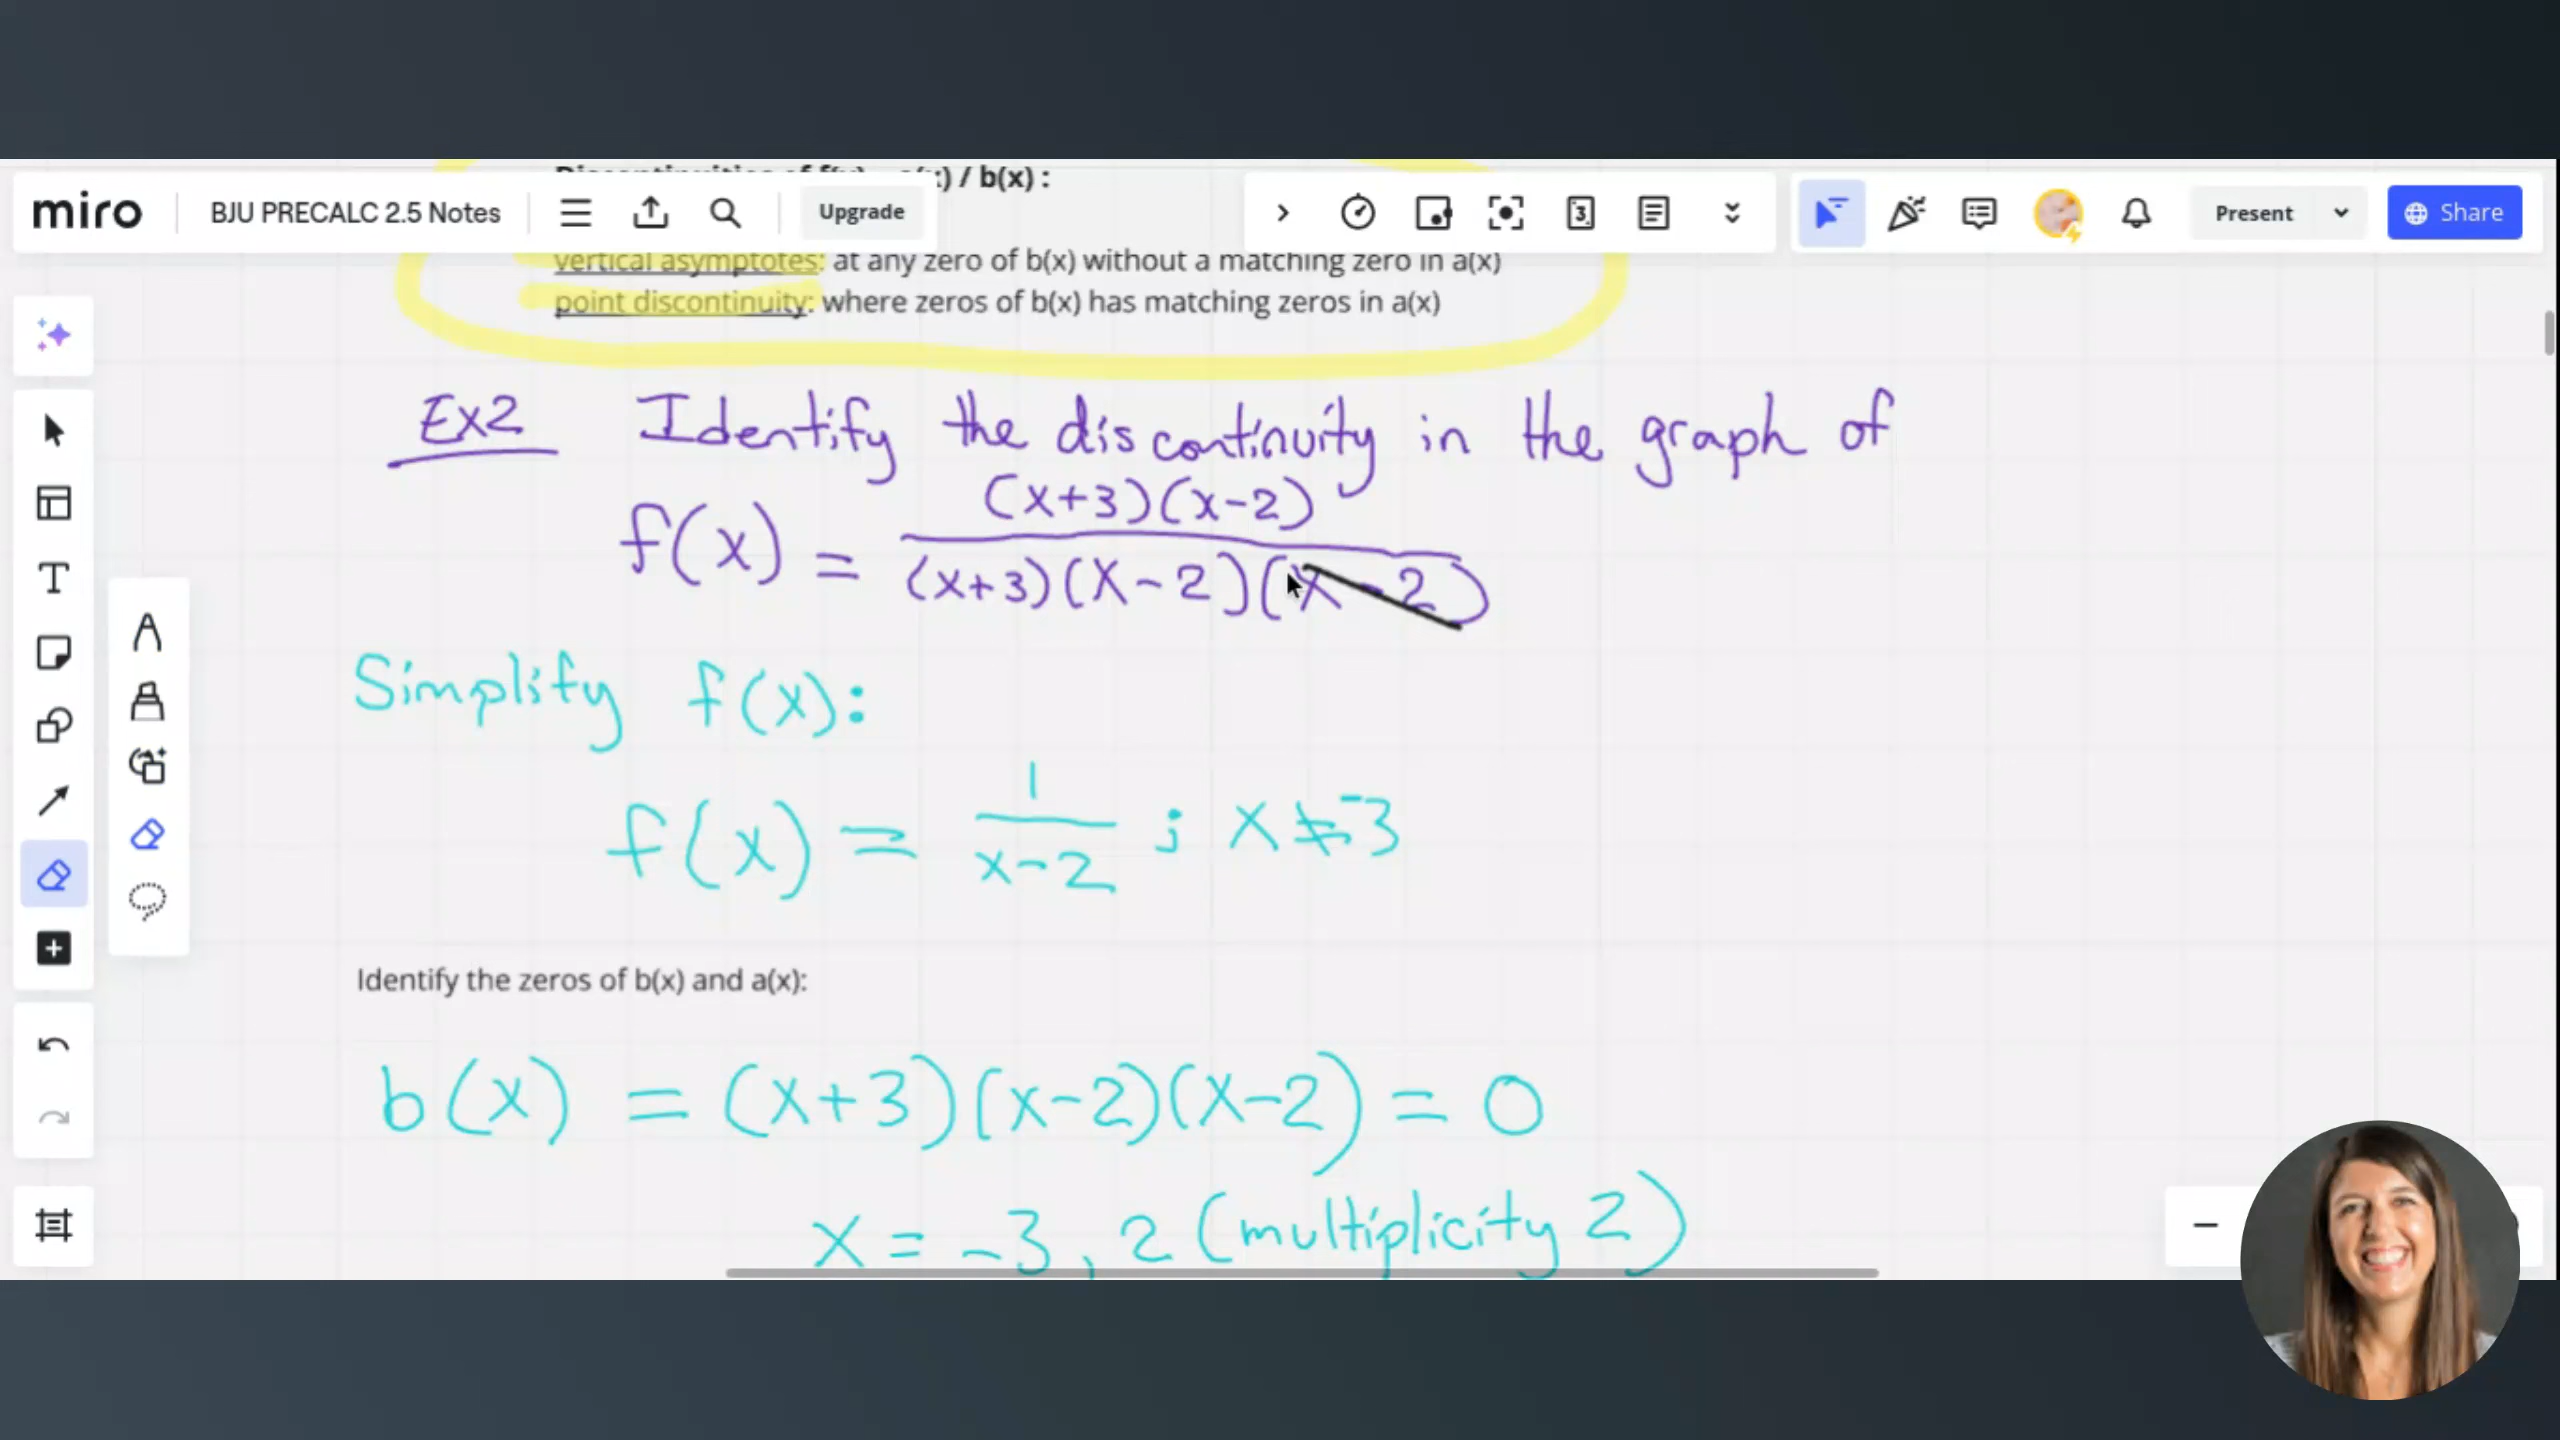 / b(x) :
miro BJU PRECALC 2.5 Notes Upgrade 3 Present Share
vertical asymptotes: at any zero of b(x) without a matching zero in a(x)
point discontinuity: where zeros of b(x) has matching zeros in a(x)
Ex2 Identify the discontinuity in the graph of
(x+3)(x-2)
f(x) = ————
(x+3)(x-2)(x-2)
Simplify f(x):
1
f(x) = —— ; x ≠ -3
x-2
Identify the zeros of b(x) and a(x):
b(x) = (x+3)(x-2)(x-2) = 0
x = -3, 2 (multiplicity 2)